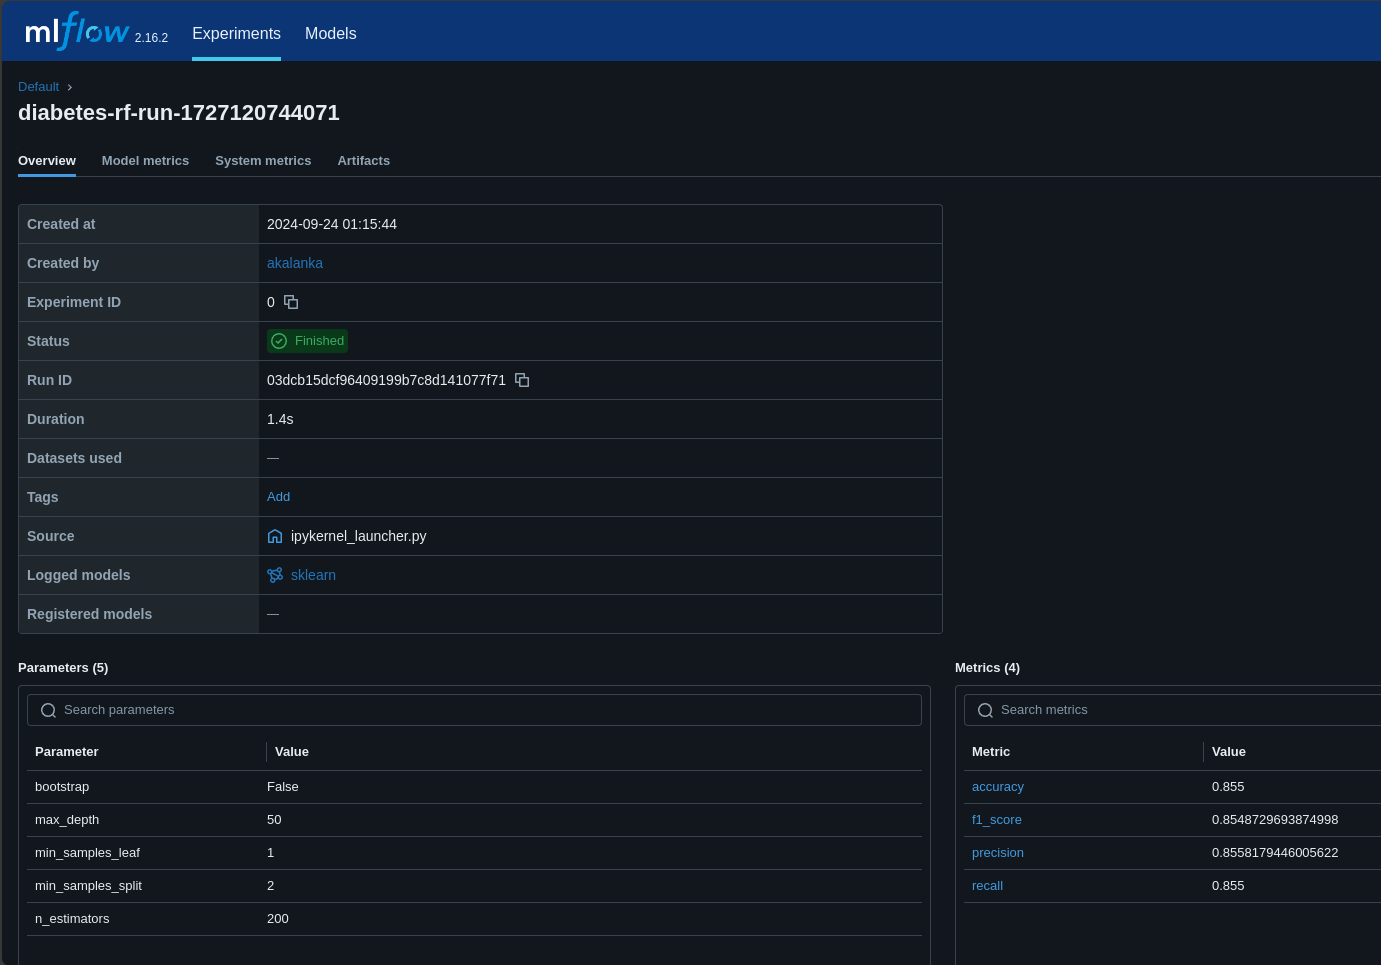 mlflow 2.16.2 Experiments Models
Default
diabetes-rf-run-1727120744071
Overview Model metrics System metrics Artifacts
Created at 2024-09-24 01:15:44
Created by akalanka
Experiment ID 0
Status Finished
Run ID 03dcb15dcf96409199b7c8d141077f71
Duration 1.4s
Datasets used —
Tags Add
Source ipykernel_launcher.py
Logged models sklearn
Registered models —
Parameters (5)
Search parameters
Parameter Value
bootstrap False
max_depth 50
min_samples_leaf 1
min_samples_split 2
n_estimators 200
Metrics (4)
Search metrics
Metric Value
accuracy 0.855
f1_score 0.8548729693874998
precision 0.8558179446005622
recall 0.855